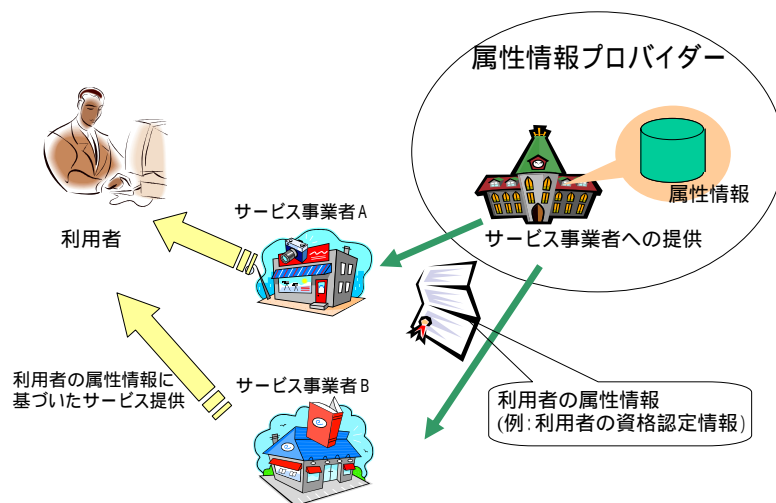 属性情報プロバイダー
属性情報
サービス事業者への提供
利用者
サービス事業者A
利用者の属性情報に
基づいたサービス提供
サービス事業者B
利用者の属性情報
(例:利用者の資格認定情報)